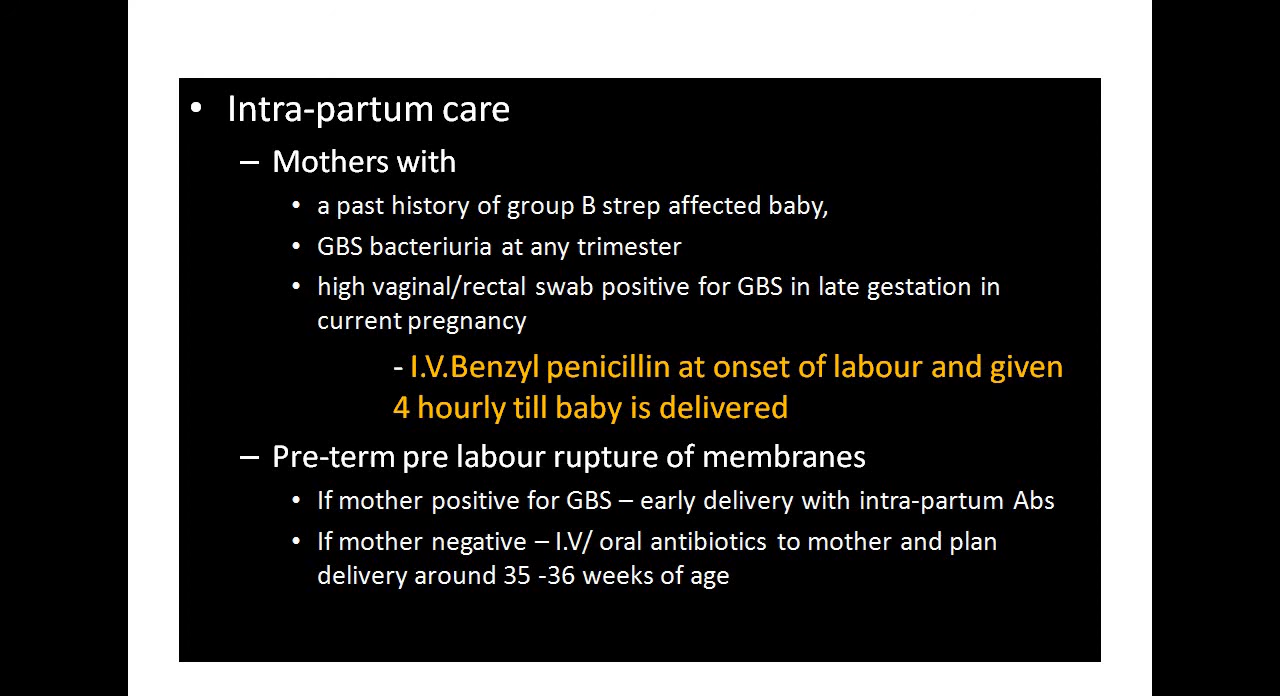 • Intra-partum care
– Mothers with
• a past history of group B strep affected baby,
• GBS bacteriuria at any trimester
• high vaginal/rectal swab positive for GBS in late gestation in
current pregnancy
- I.V.Benzyl penicillin at onset of labour and given
4 hourly till baby is delivered
– Pre-term pre labour rupture of membranes
• If mother positive for GBS – early delivery with intra-partum Abs
• If mother negative – I.V/ oral antibiotics to mother and plan
delivery around 35 -36 weeks of age